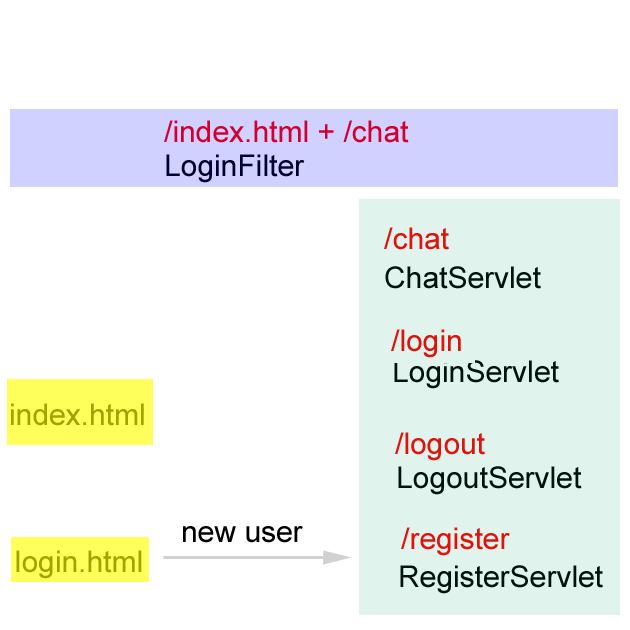 /index.html + /chat
LoginFilter
/chat
ChatServlet
/login
LoginServlet
index.html
/logout
LogoutServlet
new user
/register
login.html
RegisterServlet